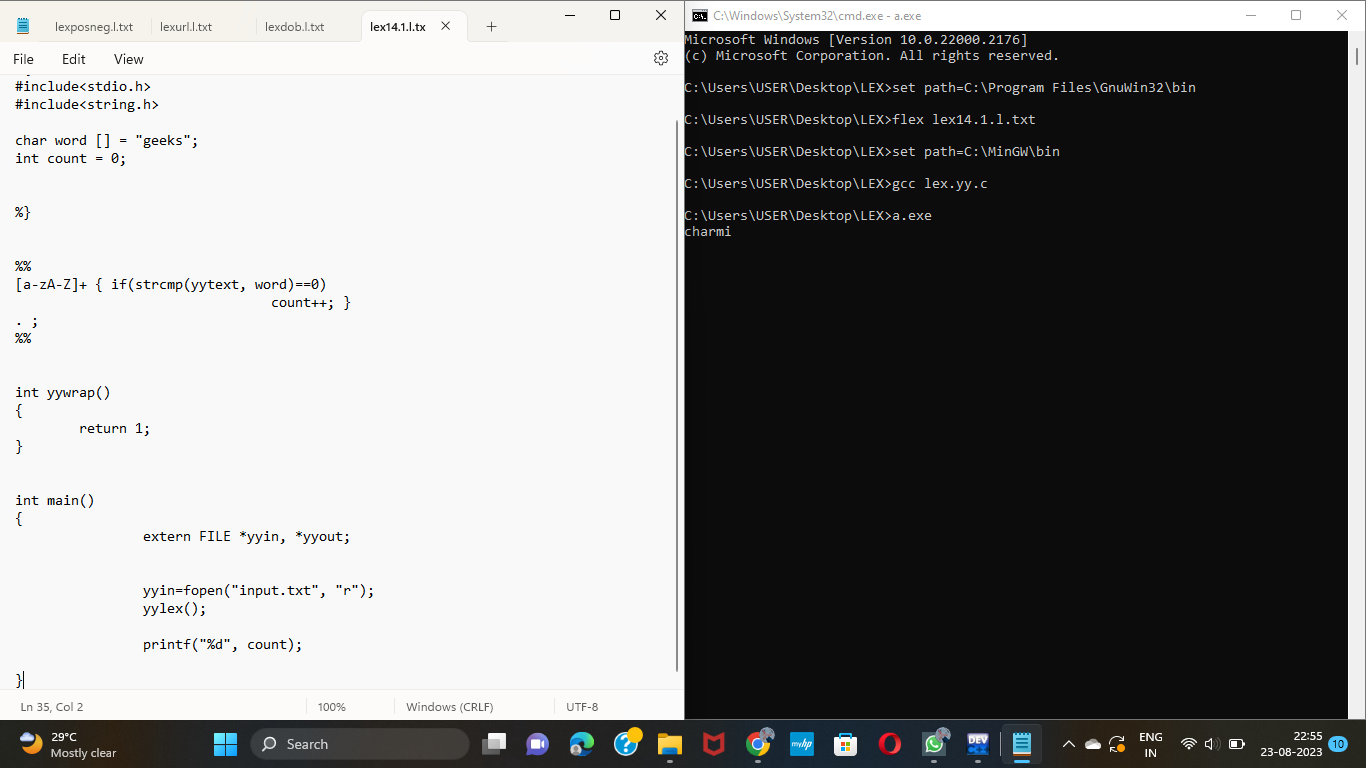 lexposneg.l.txt
lexurl.l.txt
lexdob.l.txt
lex14.1.l.tx
File
Edit
View
#include<stdio.h>
#include<string.h>
char word [] = "geeks";
int count = 0;
%}
%%
[a-zA-Z]+ { if(strcmp(yytext, word)==0)
count++; }
. ;
%%
int yywrap()
{
return 1;
}
int main()
{
extern FILE *yyin, *yyout;
yyin=fopen("input.txt", "r");
yylex();
printf("%d", count);
}
Ln 35, Col 2
100%
Windows (CRLF)
UTF-8
C:\Windows\System32\cmd.exe - a.exe
Microsoft Windows [Version 10.0.22000.2176]
(c) Microsoft Corporation. All rights reserved.
C:\Users\USER\Desktop\LEX>set path=C:\Program Files\GnuWin32\bin
C:\Users\USER\Desktop\LEX>flex lex14.1.l.txt
C:\Users\USER\Desktop\LEX>set path=C:\MinGW\bin
C:\Users\USER\Desktop\LEX>gcc lex.yy.c
C:\Users\USER\Desktop\LEX>a.exe
charmi
29°C
Mostly clear
Search
myhp
DEV
ENG
IN
22:55
23-08-2023
10